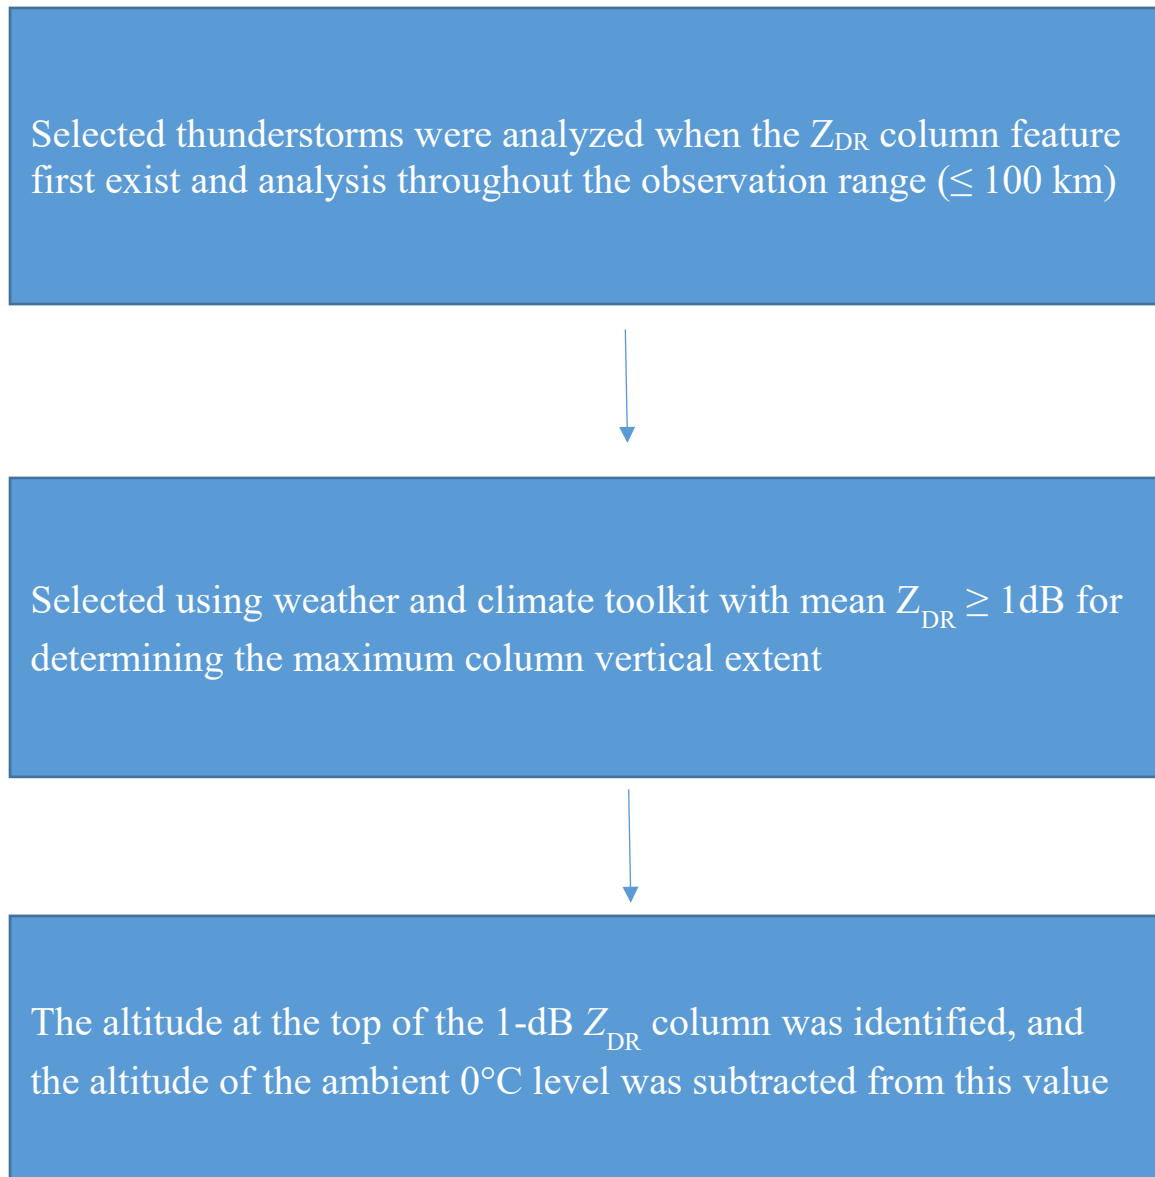 Selected thunderstorms were analyzed when the ZDR column feature
first exist and analysis throughout the observation range (≤ 100 km)
Selected using weather and climate toolkit with mean ZDR ≥ 1dB for
determining the maximum column vertical extent
The altitude at the top of the 1-dB ZDR column was identified, and
the altitude of the ambient 0°C level was subtracted from this value